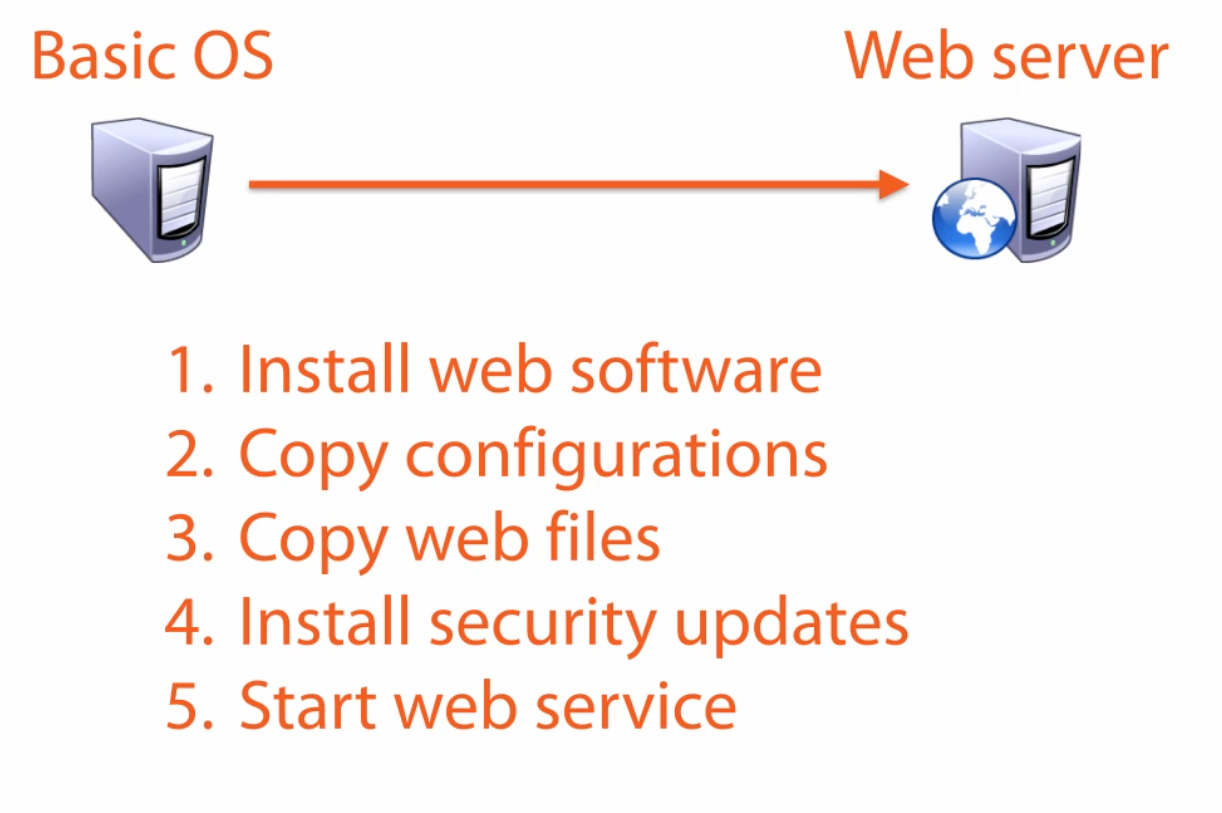 Basic OS
Web server
1. Install web software
2. Copy configurations
3. Copy web files
4. Install security updates
5. Start web service